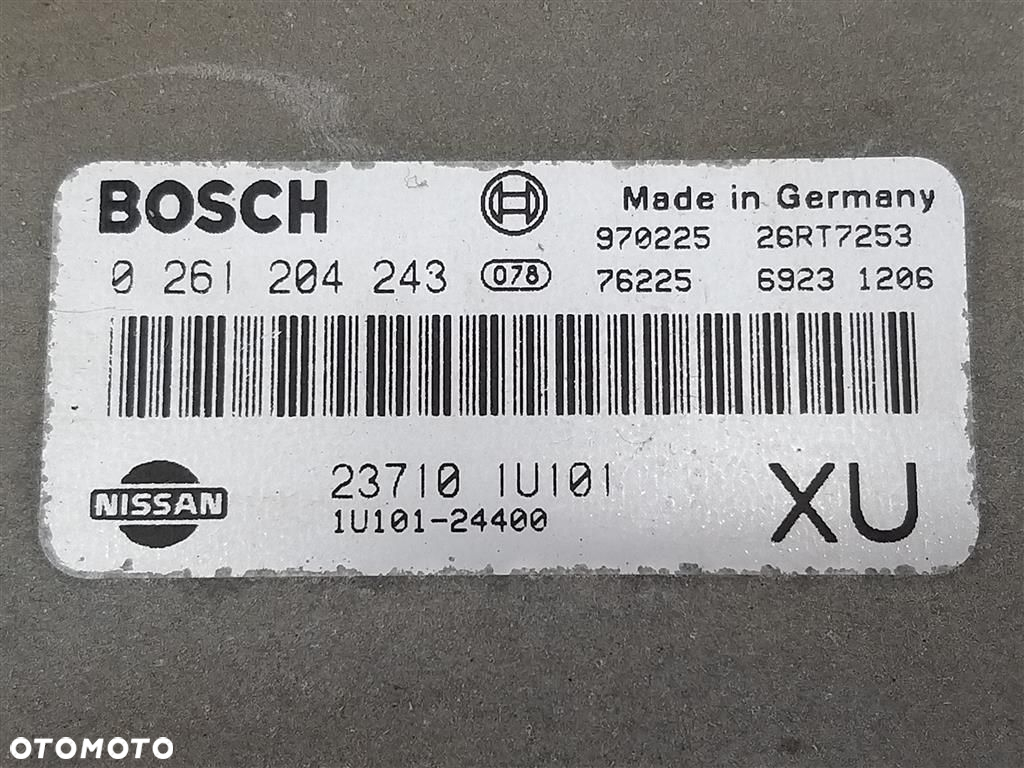 BOSCH
Made in Germany
970225 26RT7253
0 261 204 243 078 76225 6923 1206
NISSAN
23710 1U101
1U101-24400
XU
OTOMOTO